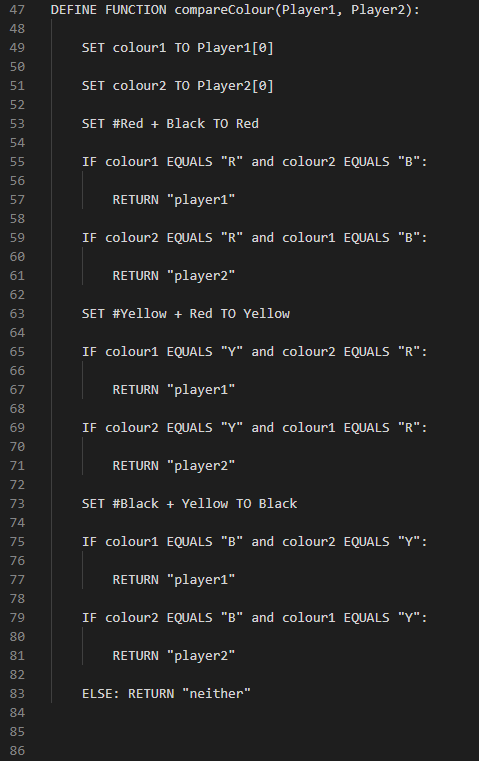 47 DEFINE FUNCTION compareColour(Player1, Player2):
48
49 SET colour1 TO Player1[0]
50
51 SET colour2 TO Player2[0]
52
53 SET #Red + Black TO Red
54
55 IF colour1 EQUALS "R" and colour2 EQUALS "B":
56
57 RETURN "player1"
58
59 IF colour2 EQUALS "R" and colour1 EQUALS "B":
60
61 RETURN "player2"
62
63 SET #Yellow + Red TO Yellow
64
65 IF colour1 EQUALS "Y" and colour2 EQUALS "R":
66
67 RETURN "player1"
68
69 IF colour2 EQUALS "Y" and colour1 EQUALS "R":
70
71 RETURN "player2"
72
73 SET #Black + Yellow TO Black
74
75 IF colour1 EQUALS "B" and colour2 EQUALS "Y":
76
77 RETURN "player1"
78
79 IF colour2 EQUALS "B" and colour1 EQUALS "Y":
80
81 RETURN "player2"
82
83 ELSE: RETURN "neither"
84
85
86